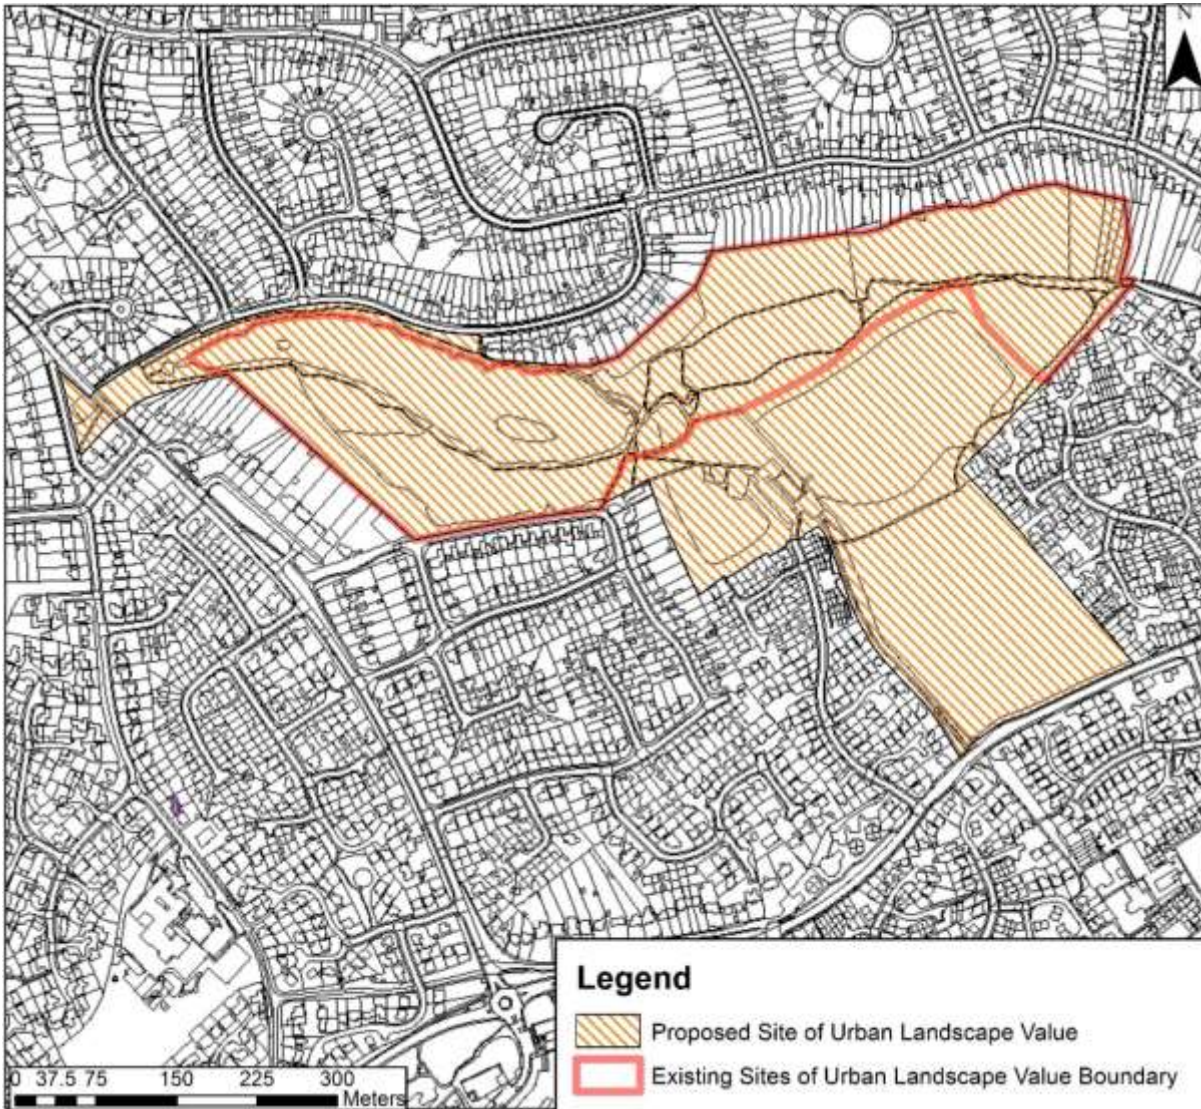 N
Legend
Proposed Site of Urban Landscape Value
Existing Sites of Urban Landscape Value Boundary
0 37.5 75 150 225 300
Meters